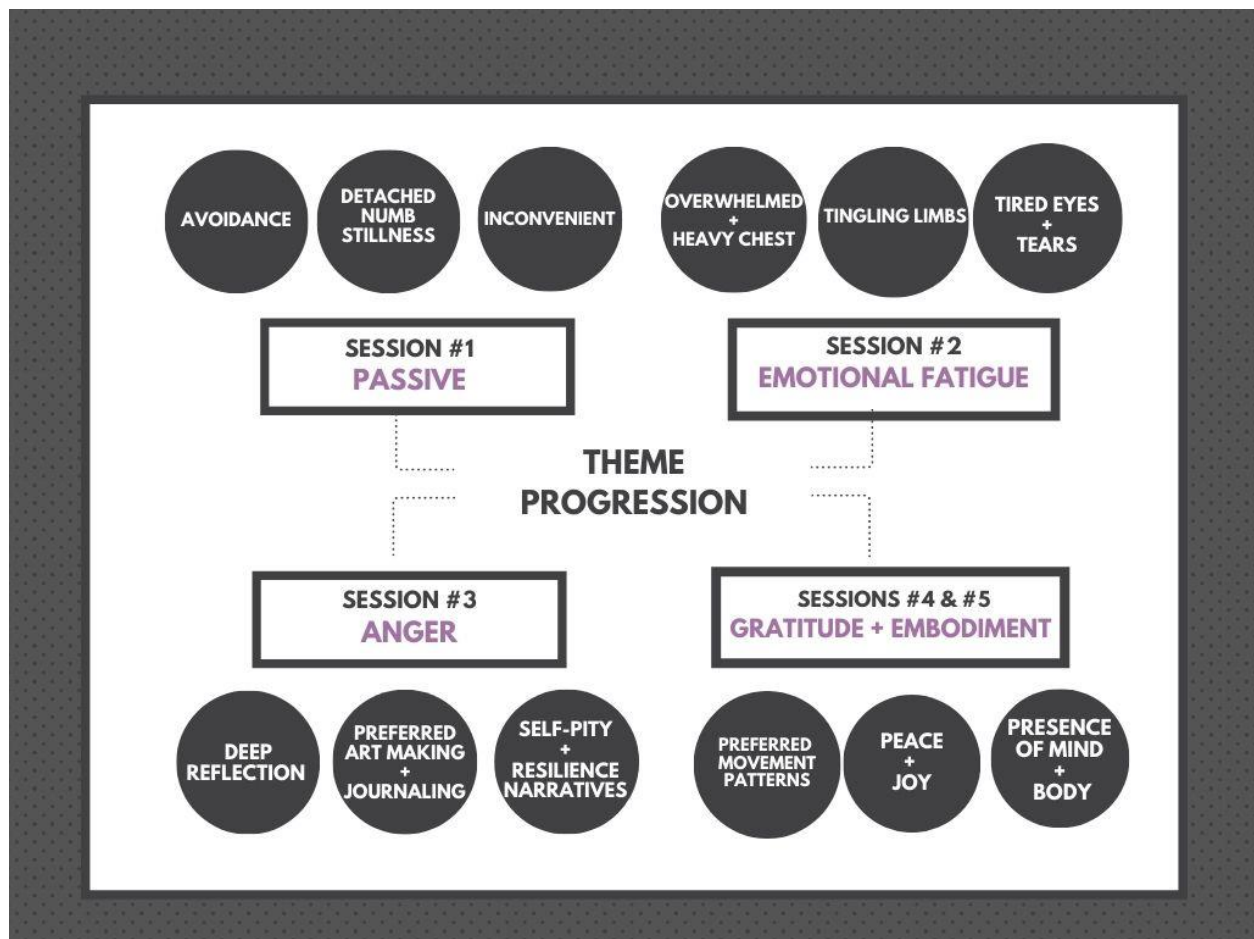 AVOIDANCE
DETACHED
NUMB
STILLNESS
INCONVENIENT
OVERWHELMED
+
HEAVY CHEST
TINGLING LIMBS
TIRED EYES
+
TEARS
SESSION #1
PASSIVE
SESSION #2
EMOTIONAL FATIGUE
THEME
PROGRESSION
SESSION #3
ANGER
SESSIONS #4 & #5
GRATITUDE + EMBODIMENT
DEEP
REFLECTION
PREFERRED
ART MAKING
+
JOURNALING
SELF-PITY
+
RESILIENCE
NARRATIVES
PREFERRED
MOVEMENT
PATTERNS
PEACE
+
JOY
PRESENCE
OF MIND
+
BODY